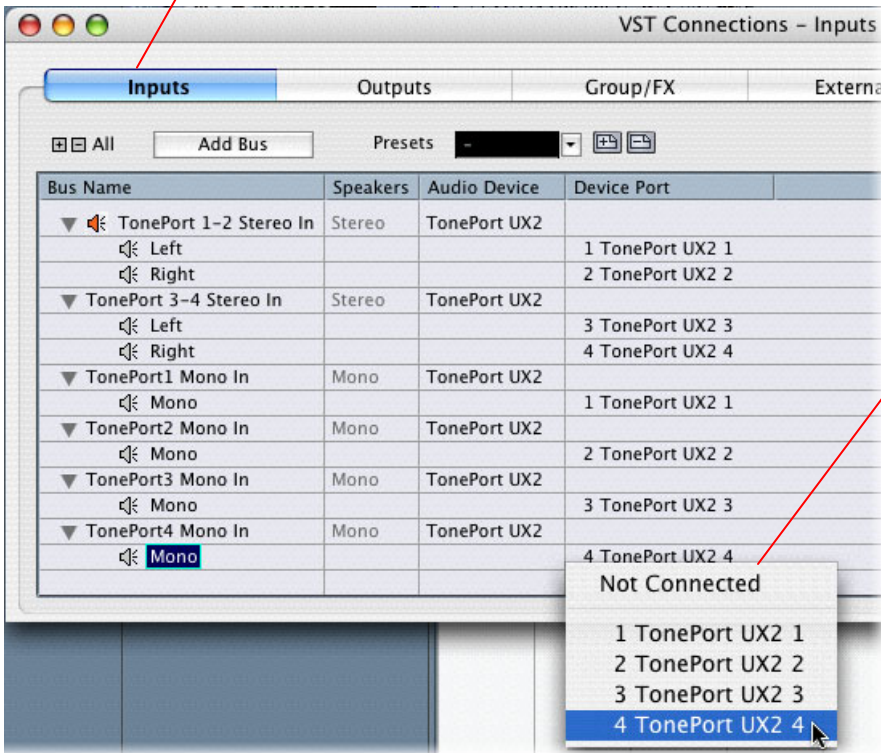 VST Connections – Inputs
Inputs Outputs Group/FX Externa
All Add Bus Presets -
Bus Name Speakers Audio Device Device Port
TonePort 1-2 Stereo In Stereo TonePort UX2
Left 1 TonePort UX2 1
Right 2 TonePort UX2 2
TonePort 3-4 Stereo In Stereo TonePort UX2
Left 3 TonePort UX2 3
Right 4 TonePort UX2 4
TonePort1 Mono In Mono TonePort UX2
Mono 1 TonePort UX2 1
TonePort2 Mono In Mono TonePort UX2
Mono 2 TonePort UX2 2
TonePort3 Mono In Mono TonePort UX2
Mono 3 TonePort UX2 3
TonePort4 Mono In Mono TonePort UX2
Mono 4 TonePort UX2 4
Not Connected
1 TonePort UX2 1
2 TonePort UX2 2
3 TonePort UX2 3
4 TonePort UX2 4